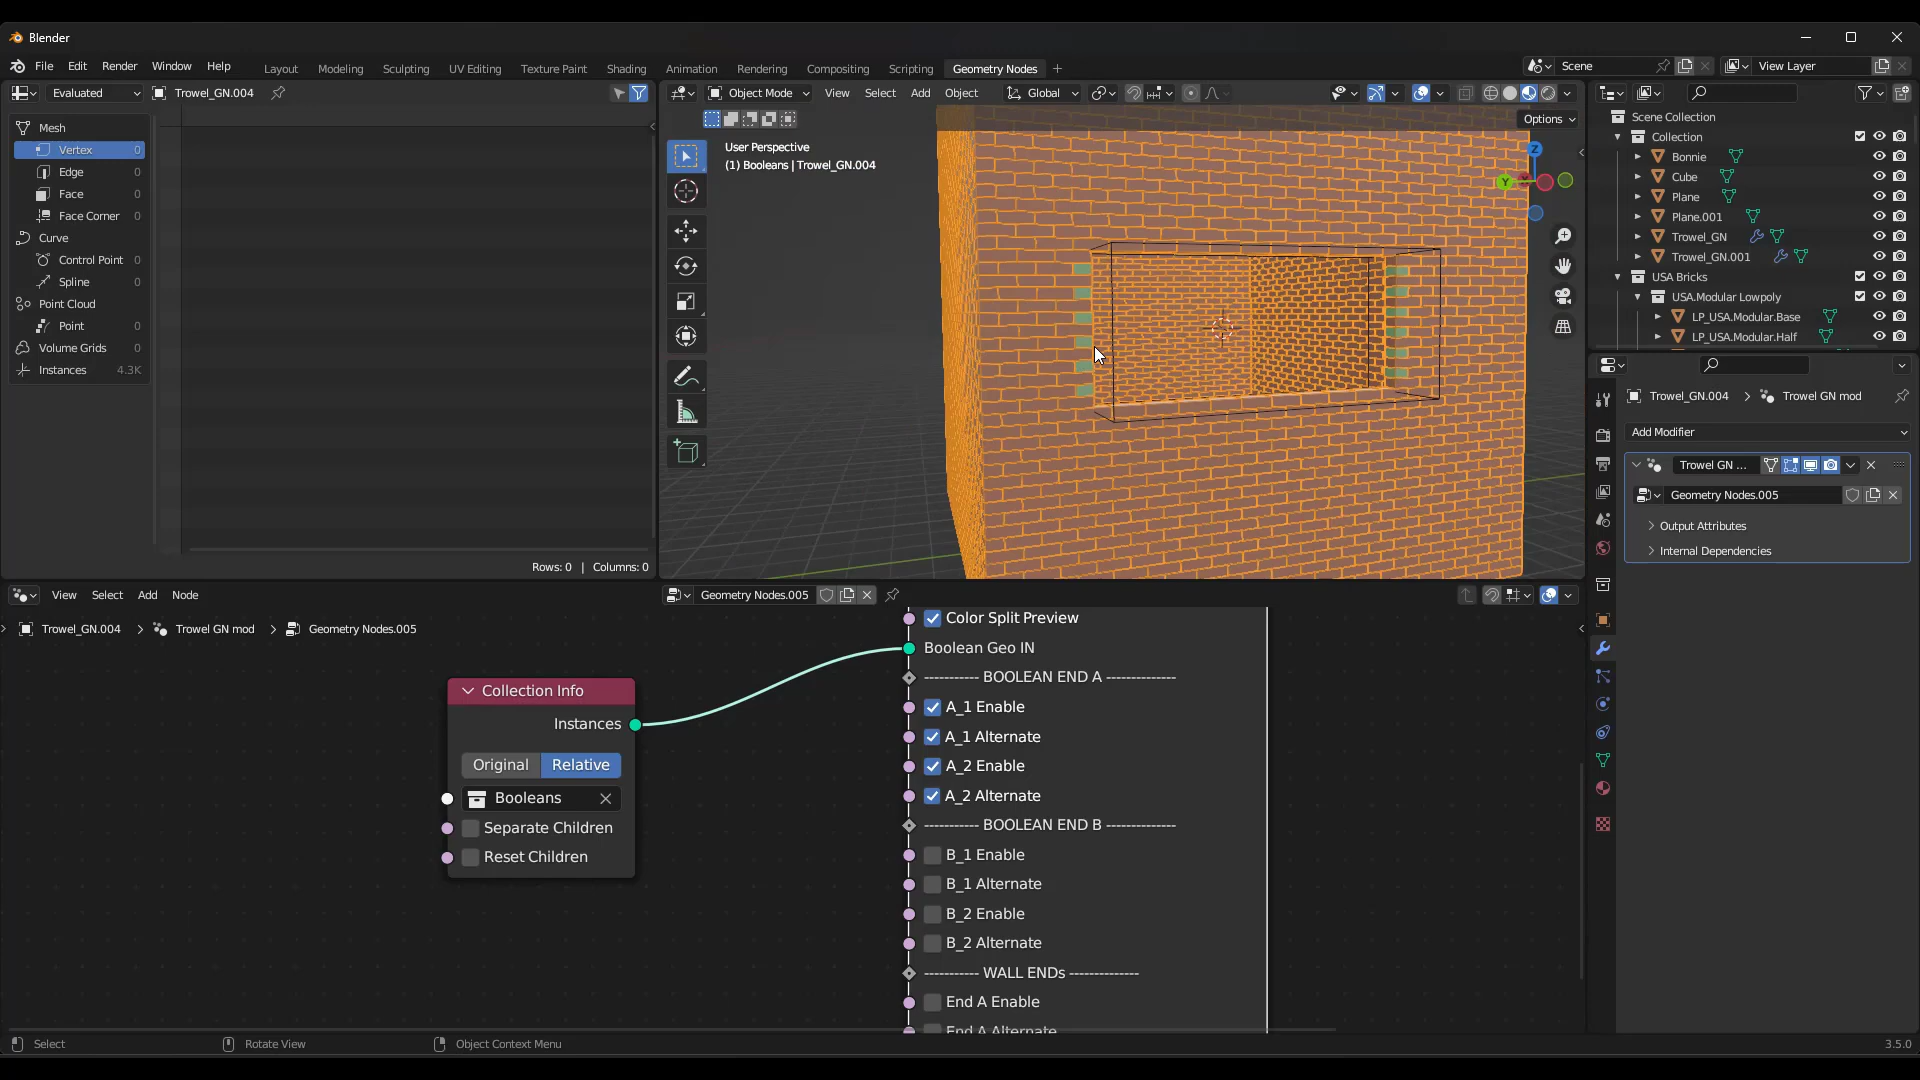 Blender
File Edit Render Window Help
Layout Modeling Sculpting UV Editing Texture Paint Shading Animation Rendering Compositing Scripting Geometry Nodes
Scene
View Layer
Evaluated
Trowel_GN.004
Object Mode
View Select Add Object
Global
Options
Mesh
Vertex 0
Edge 0
Face 0
Face Corner 0
Curve
Control Point 0
Spline 0
Point Cloud
Point 0
Volume Grids 0
Instances 4.3K
Rows: 0 | Columns: 0
User Perspective
(1) Booleans | Trowel_GN.004
Z
Y
Scene Collection
Collection
Bonnie
Cube
Plane
Plane.001
Trowel_GN
Trowel_GN.001
USA Bricks
USA.Modular Lowpoly
LP_USA.Modular.Base
LP_USA.Modular.Half
Trowel_GN.004 Trowel GN mod
Add Modifier
Trowel GN ...
Geometry Nodes.005
Output Attributes
Internal Dependencies
View Select Add Node
Geometry Nodes.005
Trowel_GN.004 Trowel GN mod Geometry Nodes.005
Collection Info
Instances
Original Relative
Booleans
Separate Children
Reset Children
Color Split Preview
Boolean Geo IN
----------- BOOLEAN END A --------------
A_1 Enable
A_1 Alternate
A_2 Enable
A_2 Alternate
----------- BOOLEAN END B --------------
B_1 Enable
B_1 Alternate
B_2 Enable
B_2 Alternate
----------- WALL ENDs --------------
End A Enable
End A Alternate
Select
Rotate View
Object Context Menu
3.5.0